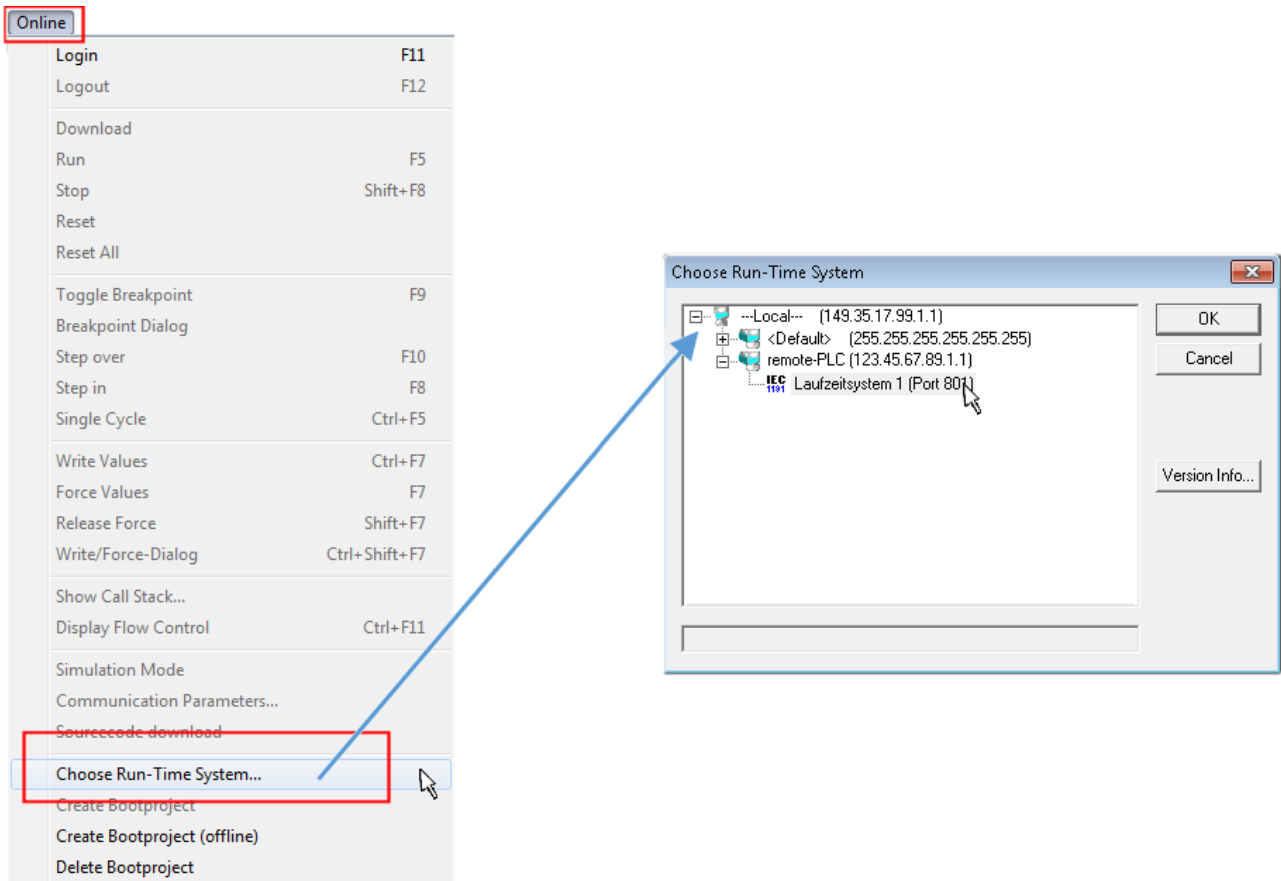 Online
Login F11
Logout F12
Download
Run F5
Stop Shift+F8
Reset
Reset All
Toggle Breakpoint F9
Breakpoint Dialog
Step over F10
Step in F8
Single Cycle Ctrl+F5
Write Values Ctrl+F7
Force Values F7
Release Force Shift+F7
Write/Force-Dialog Ctrl+Shift+F7
Show Call Stack...
Display Flow Control Ctrl+F11
Simulation Mode
Communication Parameters...
Sourcecode download
Choose Run-Time System...
Create Bootproject
Create Bootproject (offline)
Delete Bootproject
Choose Run-Time System
---Local--- (149.35.17.99.1.1)
<Default> (255.255.255.255.255.255)
remote-PLC (123.45.67.89.1.1)
IEC 1131 Laufzeitsystem 1 (Port 801)
OK
Cancel
Version Info...